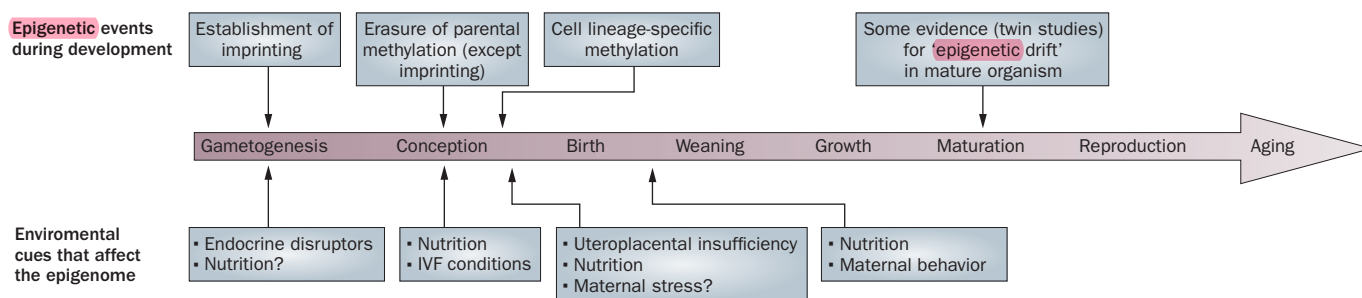 Epigenetic events
during development
Establishment of
imprinting
Erasure of parental
methylation (except
imprinting)
Cell lineage-specific
methylation
Some evidence (twin studies)
for 'epigenetic drift'
in mature organism
Gametogenesis Conception Birth Weaning Growth Maturation Reproduction Aging
Enviromental
cues that affect
the epigenome
▪ Endocrine disruptors
▪ Nutrition?
▪ Nutrition
▪ IVF conditions
▪ Uteroplacental insufficiency
▪ Nutrition
▪ Maternal stress?
▪ Nutrition
▪ Maternal behavior